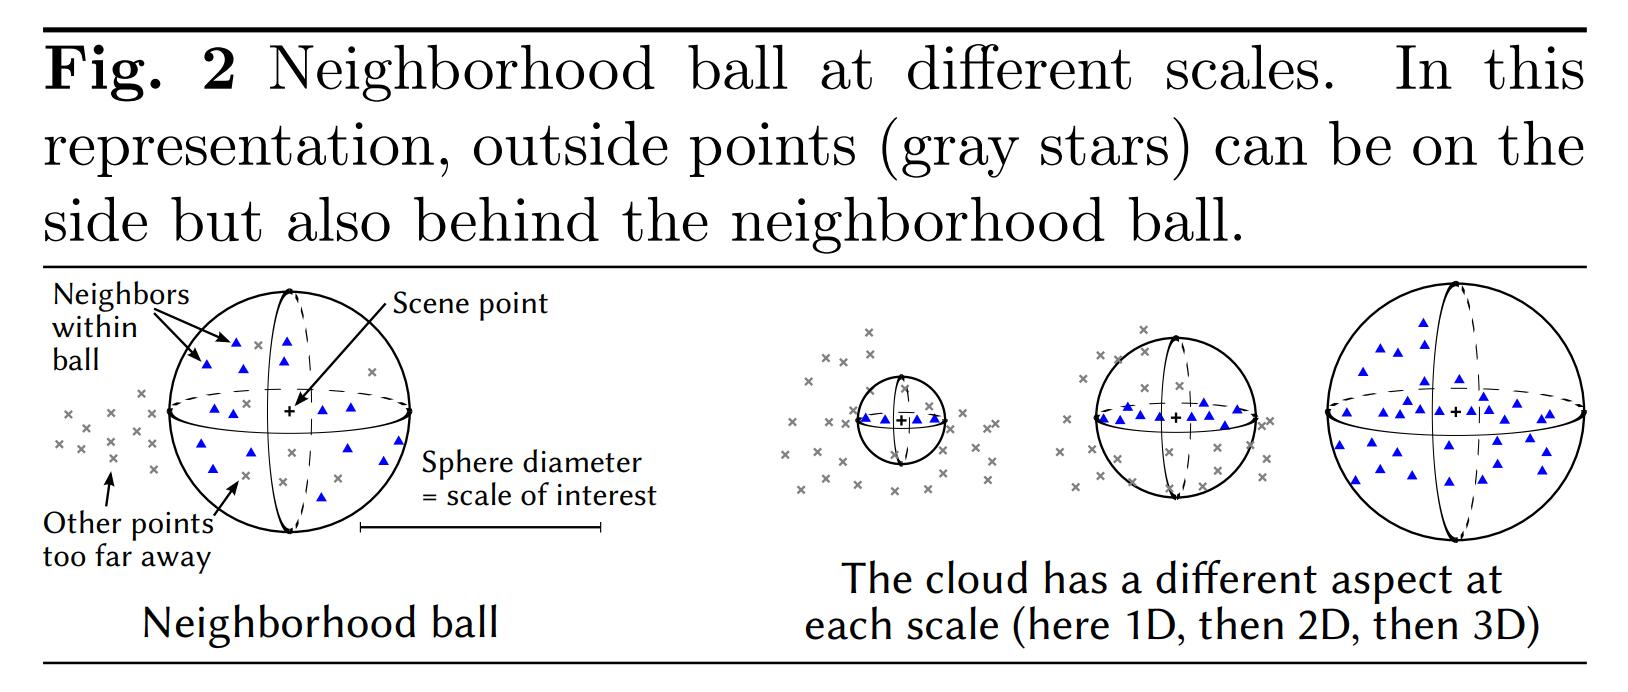 Fig. 2 Neighborhood ball at different scales. In this
representation, outside points (gray stars) can be on the
side but also behind the neighborhood ball.
Neighbors
within
ball
Scene point
Sphere diameter
= scale of interest
Other points
too far away
Neighborhood ball
The cloud has a different aspect at
each scale (here 1D, then 2D, then 3D)